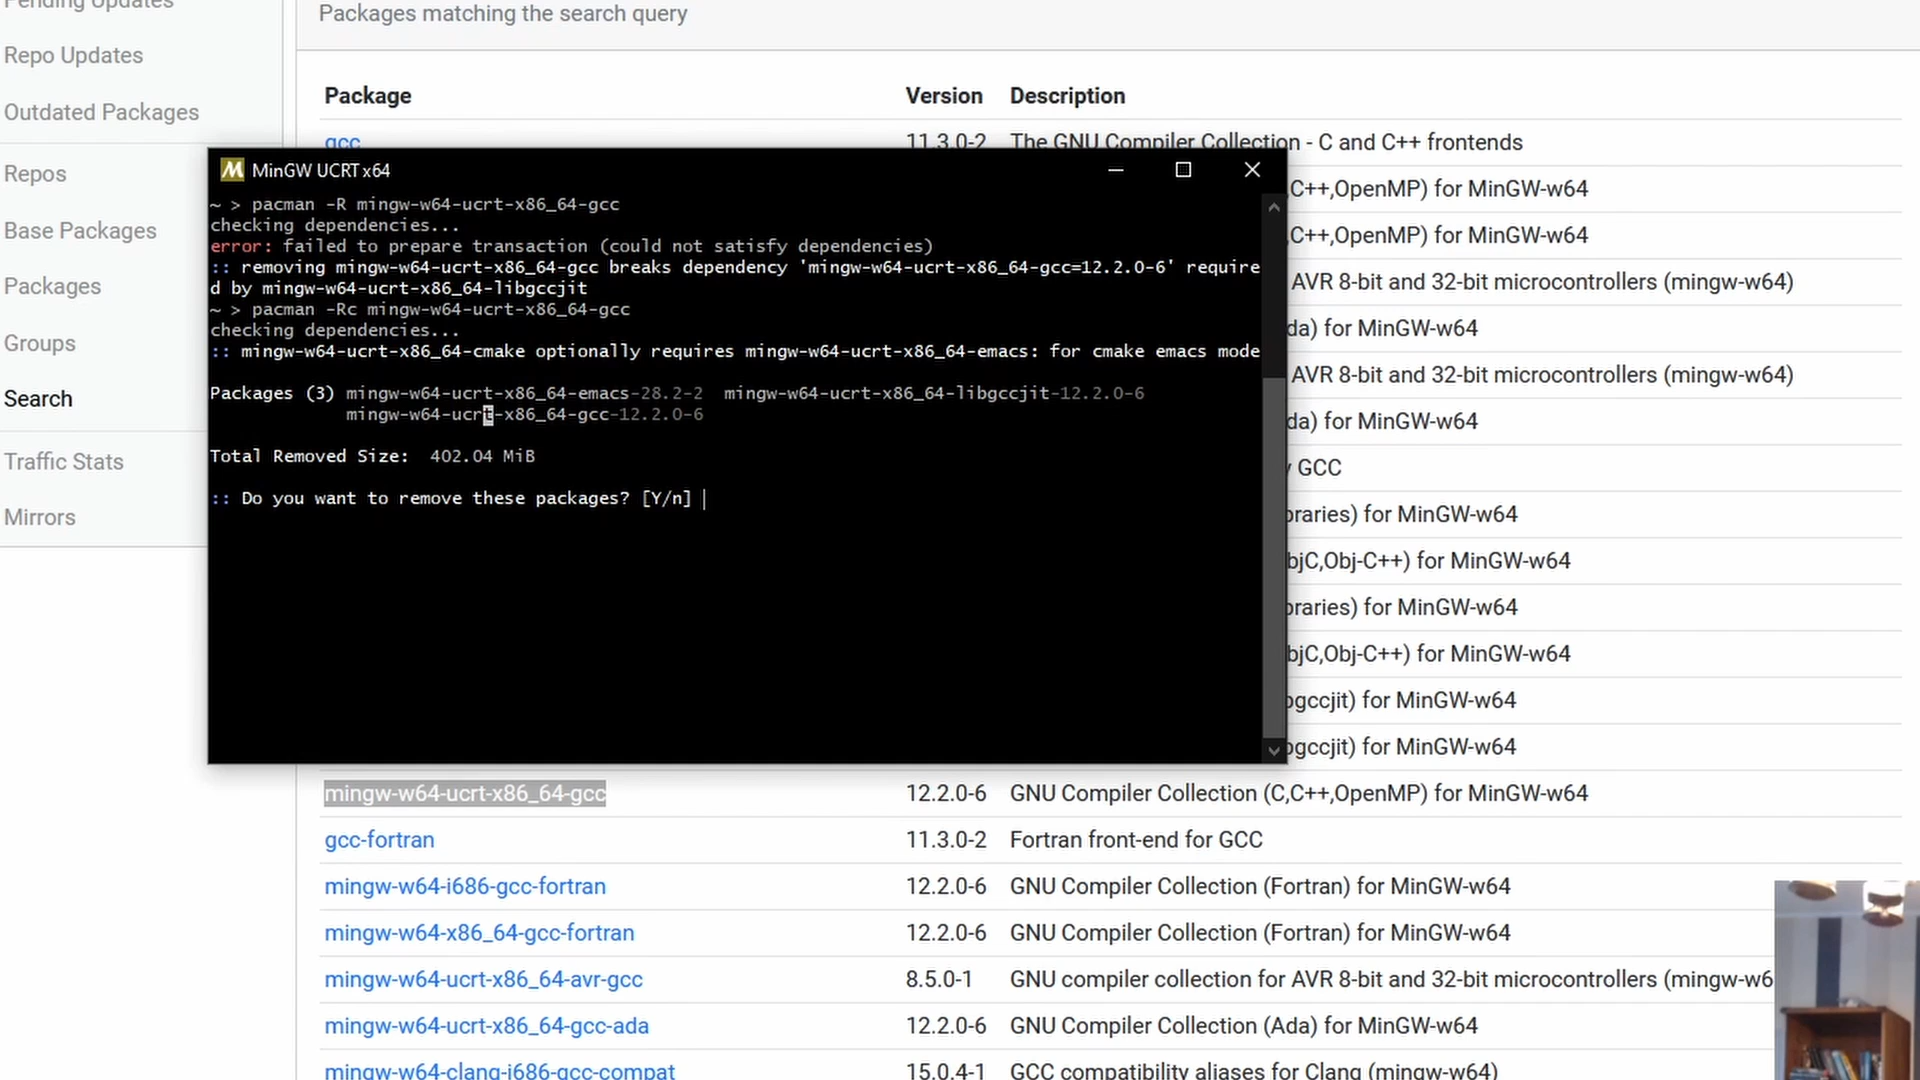 Pending Updates
Repo Updates
Outdated Packages
Repos
Base Packages
Packages
Groups
Search
Traffic Stats
Mirrors
Packages matching the search query
Package Version Description
gcc 11.3.0-2 The GNU Compiler Collection - C and C++ frontends
C++,OpenMP) for MinGW-w64
C++,OpenMP) for MinGW-w64
AVR 8-bit and 32-bit microcontrollers (mingw-w64)
da) for MinGW-w64
AVR 8-bit and 32-bit microcontrollers (mingw-w64)
da) for MinGW-w64
GCC
braries) for MinGW-w64
bjC,Obj-C++) for MinGW-w64
braries) for MinGW-w64
bjC,Obj-C++) for MinGW-w64
bgccjit) for MinGW-w64
bgccjit) for MinGW-w64
MinGW UCRT x64
~ > pacman -R mingw-w64-ucrt-x86_64-gcc
checking dependencies...
error: failed to prepare transaction (could not satisfy dependencies)
:: removing mingw-w64-ucrt-x86_64-gcc breaks dependency 'mingw-w64-ucrt-x86_64-gcc=12.2.0-6' require
d by mingw-w64-ucrt-x86_64-libgccjit
~ > pacman -Rc mingw-w64-ucrt-x86_64-gcc
checking dependencies...
:: mingw-w64-ucrt-x86_64-cmake optionally requires mingw-w64-ucrt-x86_64-emacs: for cmake emacs mode
Packages (3) mingw-w64-ucrt-x86_64-emacs-28.2-2 mingw-w64-ucrt-x86_64-libgccjit-12.2.0-6
mingw-w64-ucrt-x86_64-gcc-12.2.0-6
Total Removed Size: 402.04 MiB
:: Do you want to remove these packages? [Y/n]
mingw-w64-ucrt-x86_64-gcc 12.2.0-6 GNU Compiler Collection (C,C++,OpenMP) for MinGW-w64
gcc-fortran 11.3.0-2 Fortran front-end for GCC
mingw-w64-i686-gcc-fortran 12.2.0-6 GNU Compiler Collection (Fortran) for MinGW-w64
mingw-w64-x86_64-gcc-fortran 12.2.0-6 GNU Compiler Collection (Fortran) for MinGW-w64
mingw-w64-ucrt-x86_64-avr-gcc 8.5.0-1 GNU compiler collection for AVR 8-bit and 32-bit microcontrollers (mingw-w6
mingw-w64-ucrt-x86_64-gcc-ada 12.2.0-6 GNU Compiler Collection (Ada) for MinGW-w64
mingw-w64-clang-i686-gcc-compat 15.0.4-1 GCC compatibility aliases for Clang (mingw-w64)